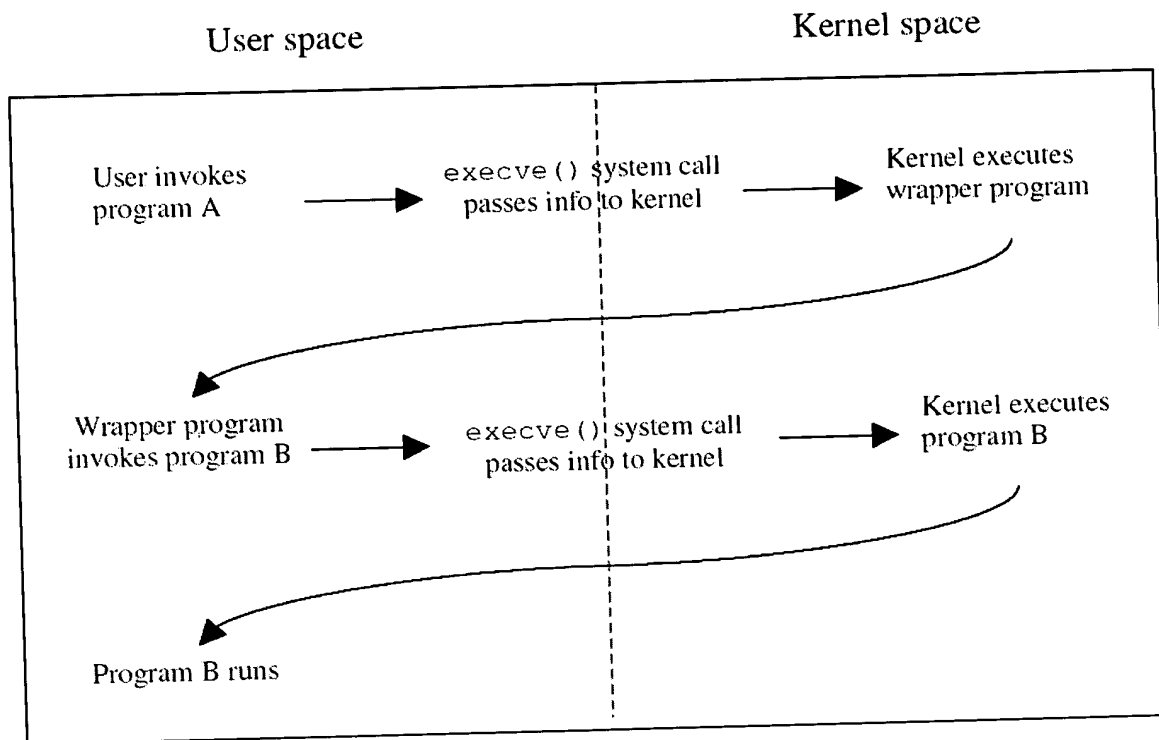 User space
Kernel space
User invokes
program A
execve() system call
passes info to kernel
Kernel executes
wrapper program
Wrapper program
invokes program B
execve() system call
passes info to kernel
Kernel executes
program B
Program B runs